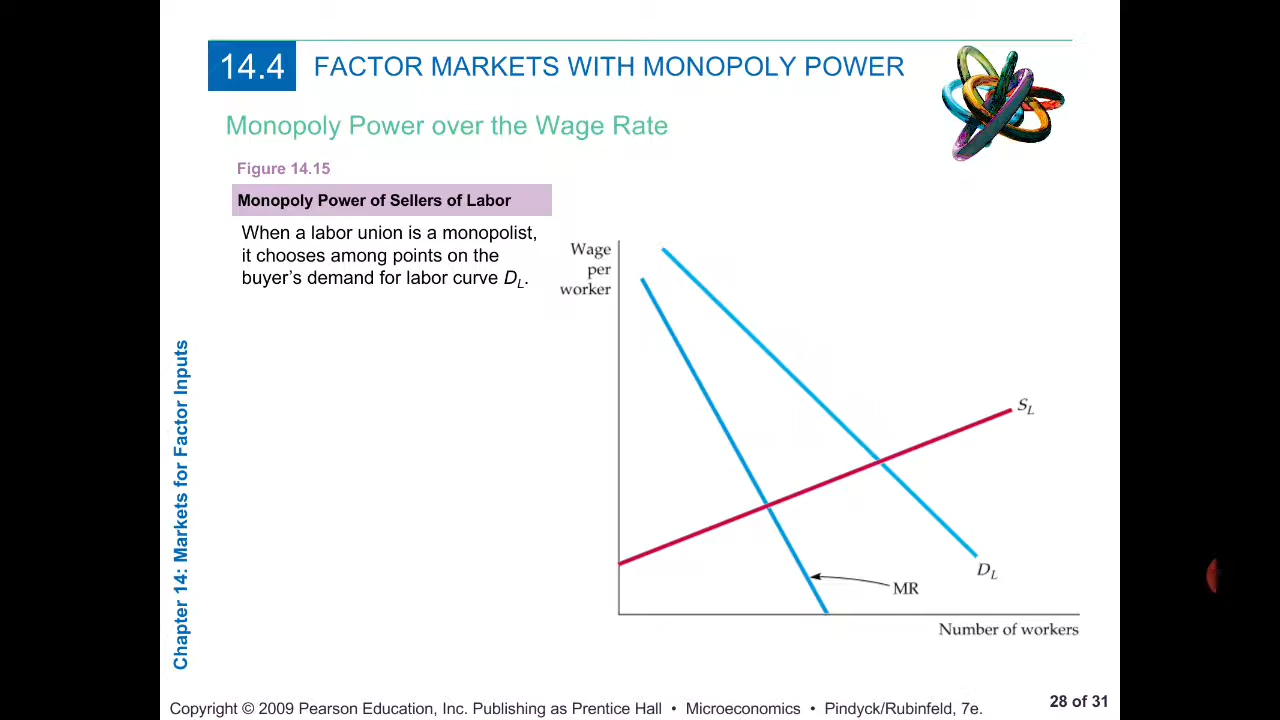 14.4
FACTOR MARKETS WITH MONOPOLY POWER
Monopoly Power over the Wage Rate
Figure 14.15
Monopoly Power of Sellers of Labor
When a labor union is a monopolist,
it chooses among points on the
buyer’s demand for labor curve DL.
Wage
per
worker
SL
DL
MR
Number of workers
Chapter 14: Markets for Factor Inputs
Copyright © 2009 Pearson Education, Inc. Publishing as Prentice Hall • Microeconomics • Pindyck/Rubinfeld, 7e.
28 of 31